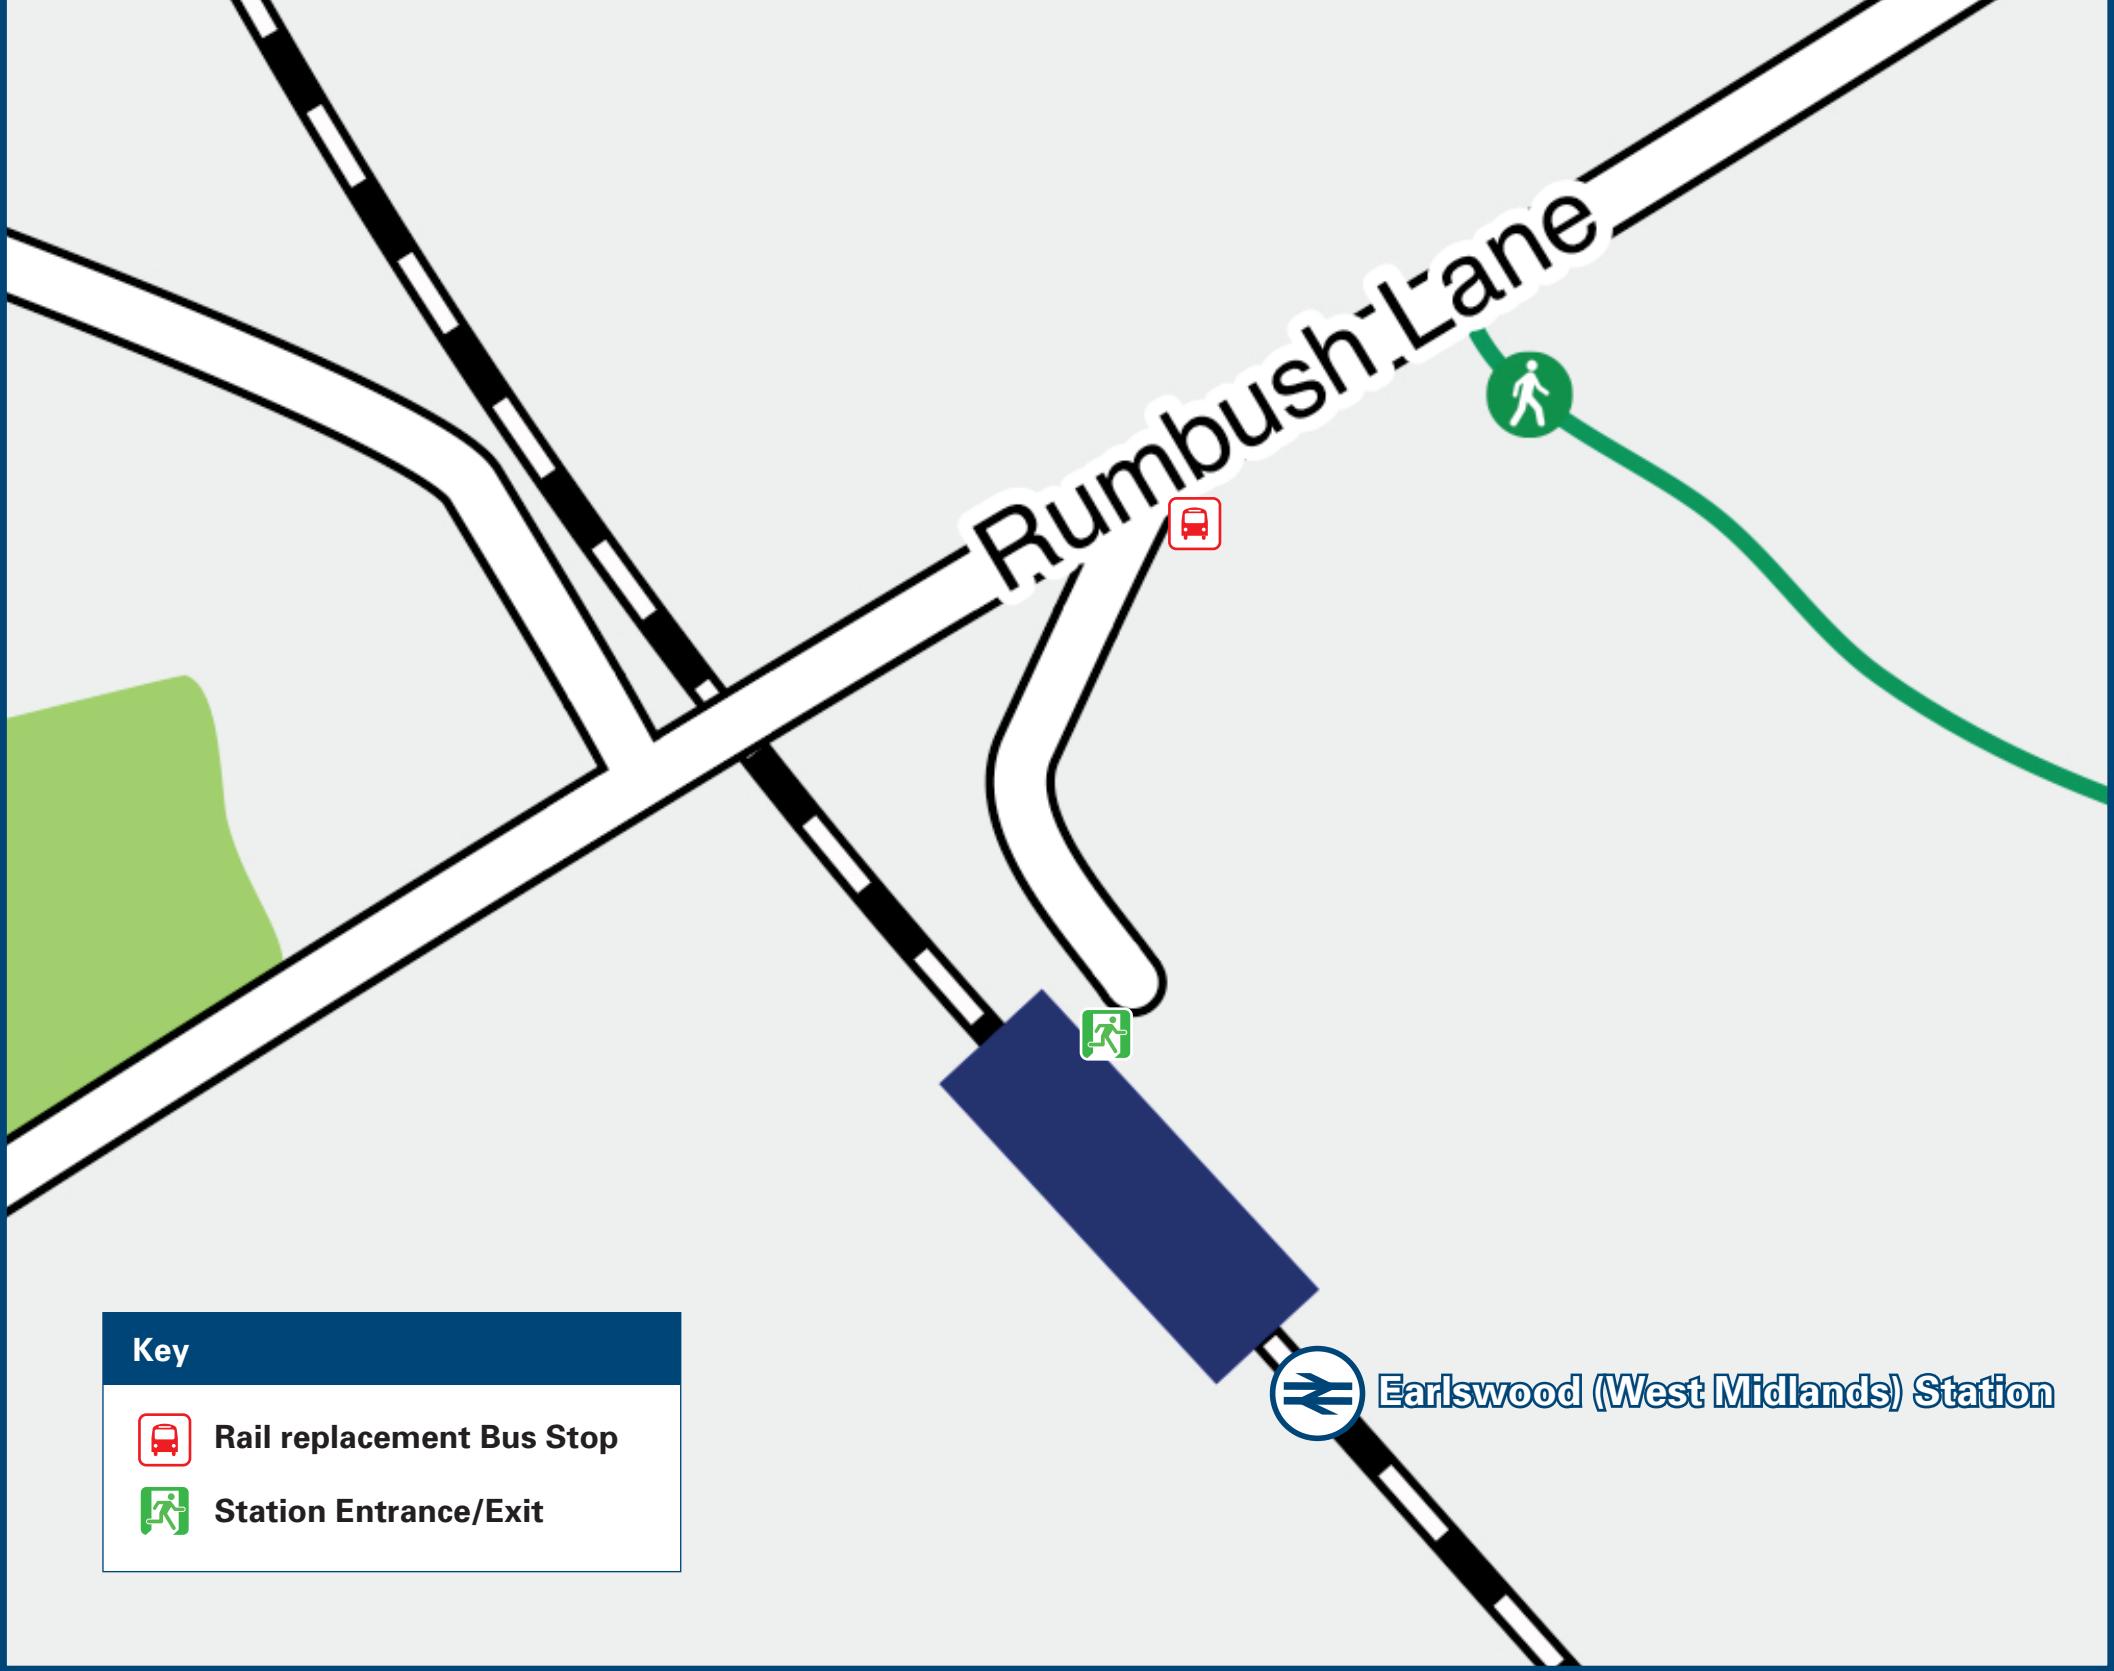 Rumbush Lane
Key
Rail replacement Bus Stop
Station Entrance/Exit
Earlswood (West Midlands) Station